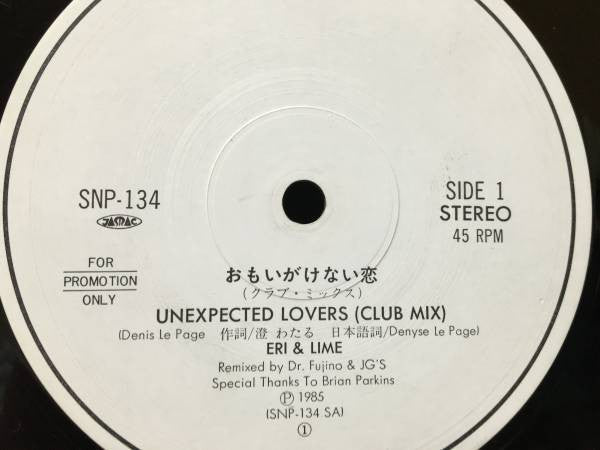 SNP-134
JASRAC
FOR
PROMOTION
ONLY
SIDE 1
STEREO
45 RPM
おもいがけない恋
(クラブ・ミックス)
UNEXPECTED LOVERS (CLUB MIX)
(Denis Le Page 作詞/澄 わたる 日本語詞/Denyse Le Page)
ERI & LIME
Remixed by Dr. Fujino & JG'S
Special Thanks To Brian Parkins
Ⓟ 1985
(SNP-134 SA)
①